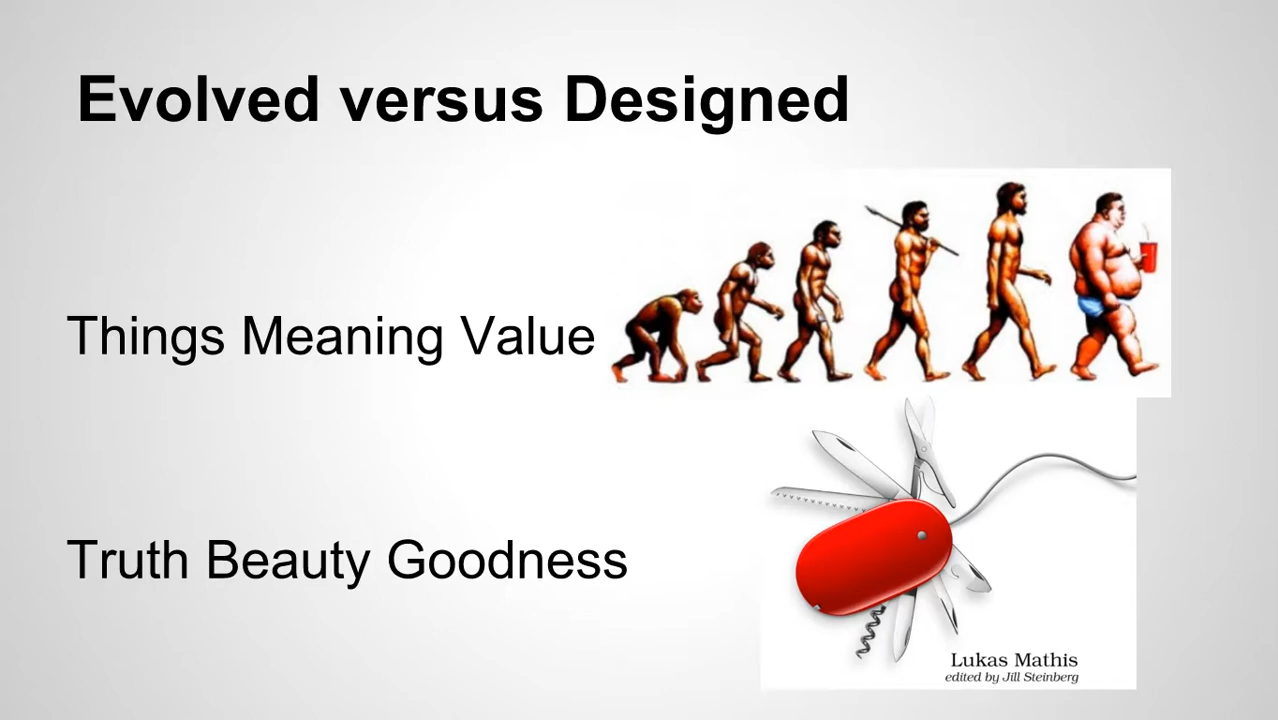 Evolved versus Designed
Things Meaning Value
Truth Beauty Goodness
Lukas Mathis
edited by Jill Steinberg